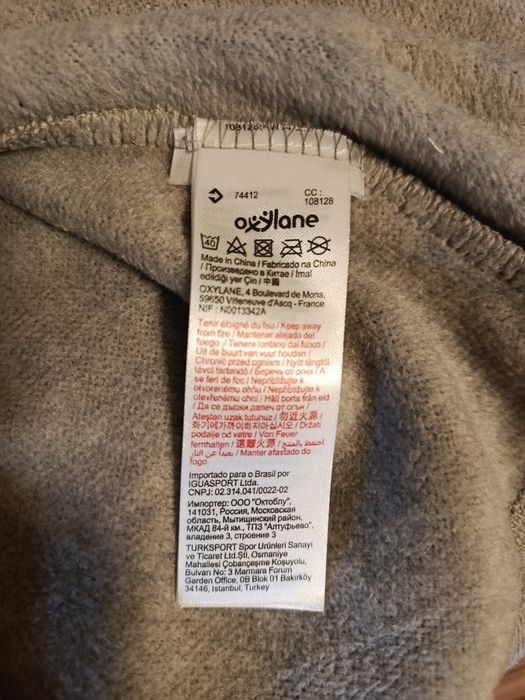 74412
CC :
108128
oxylane
40
Made in China / Fabricado na China
/ Произведено в Китае / İmal
edildiği yer Çin / 中國
OXYLANE, 4 Boulevard de Mons,
59650 Villeneuve d'Ascq - France
NIF : N0013342A
Tenir éloigné du feu / Keep away
from fire / Mantener alejado del
fuego / Tenere lontano dal fuoco /
Uit de buurt van vuur houden /
Chronić przed ogniem / Nyílt lángtól
távol tartandó / Беречь от огня / A
se feri de foc / Nepribližujte k
otvorenému ohňu / Nepřibližujte k
otevřenému ohni / Håll borta från eld
/ Да се държи далеч от огън /
Ateşten uzak tutunuz / 勿近火源 /
화기에가까이하지마십시오 / Držati
podalje od vatre / Von Feuer
fernhalten / 遠離火源 / احتفظ بالمنتج
بعيدا عن النار / Manter afastado do
fogo
Importado para o Brasil por
IGUASPORT Ltda.
CNPJ: 02.314.041/0022-02
Импортер: ООО "Октоблу",
141031, Россия, Московская
область, Мытищинский район,
МКАД 84-й км., ТПЗ "Алтуфьево",
владение 3, строение 3
TURKSPORT Spor Ürünleri Sanayi
ve Ticaret Ltd.Şti, Osmaniye
Mahallesi Çobançeşme Koşuyolu,
Bulvarı No: 3 Marmara Forum
Garden Office, 0B Blok 01 Bakırköy
34146, Istanbul, Turkey